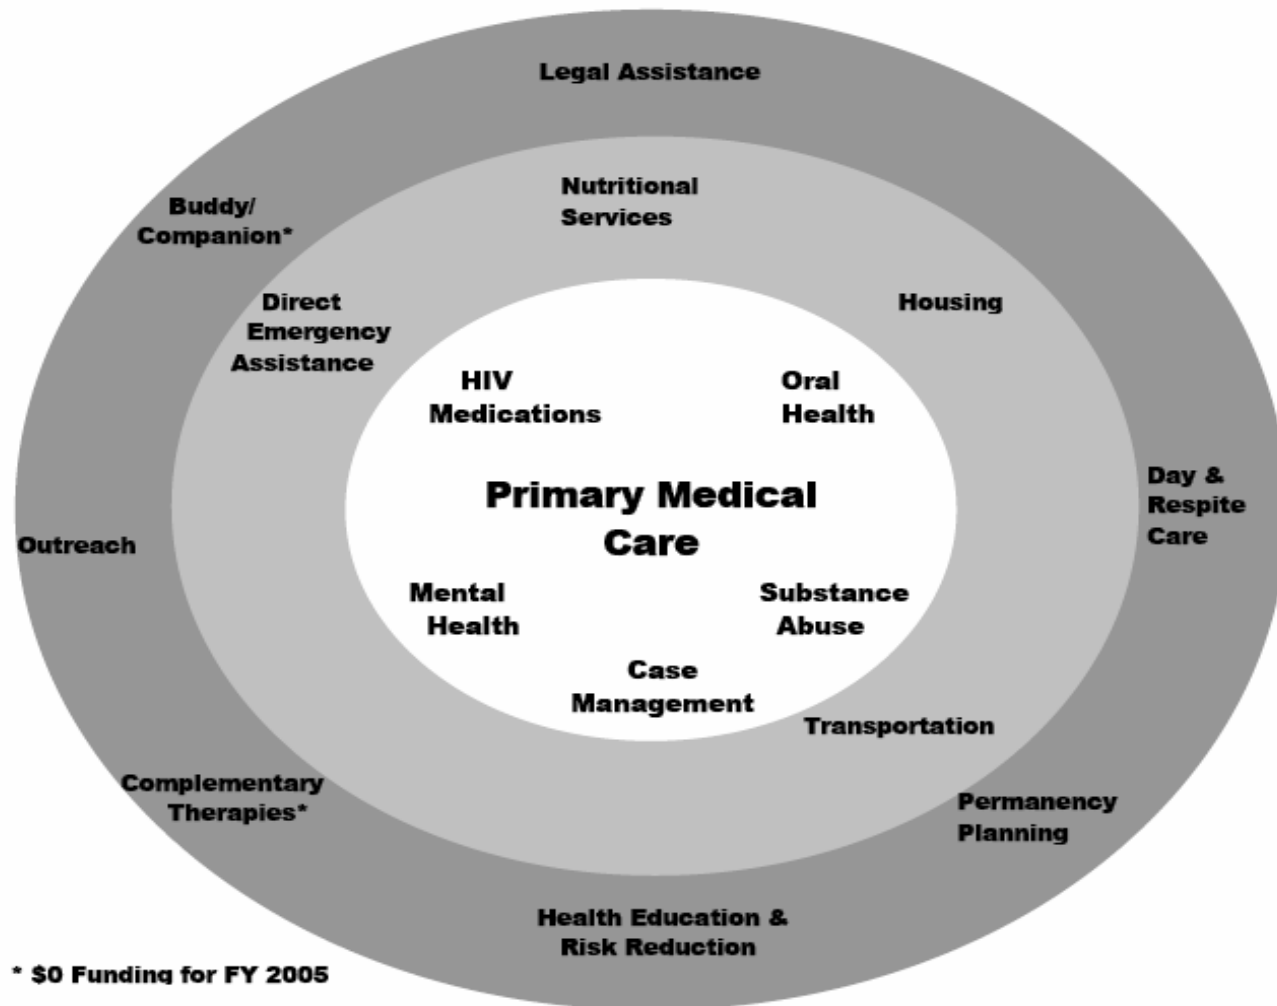 Legal Assistance
Nutritional
Services
Buddy/
Companion*
Direct
Emergency
Assistance
Housing
HIV
Medications
Oral
Health
Primary Medical
Care
Day &
Respite
Care
Outreach
Mental
Health
Substance
Abuse
Case
Management
Transportation
Complementary
Therapies*
Permanency
Planning
Health Education &
Risk Reduction
* $0 Funding for FY 2005